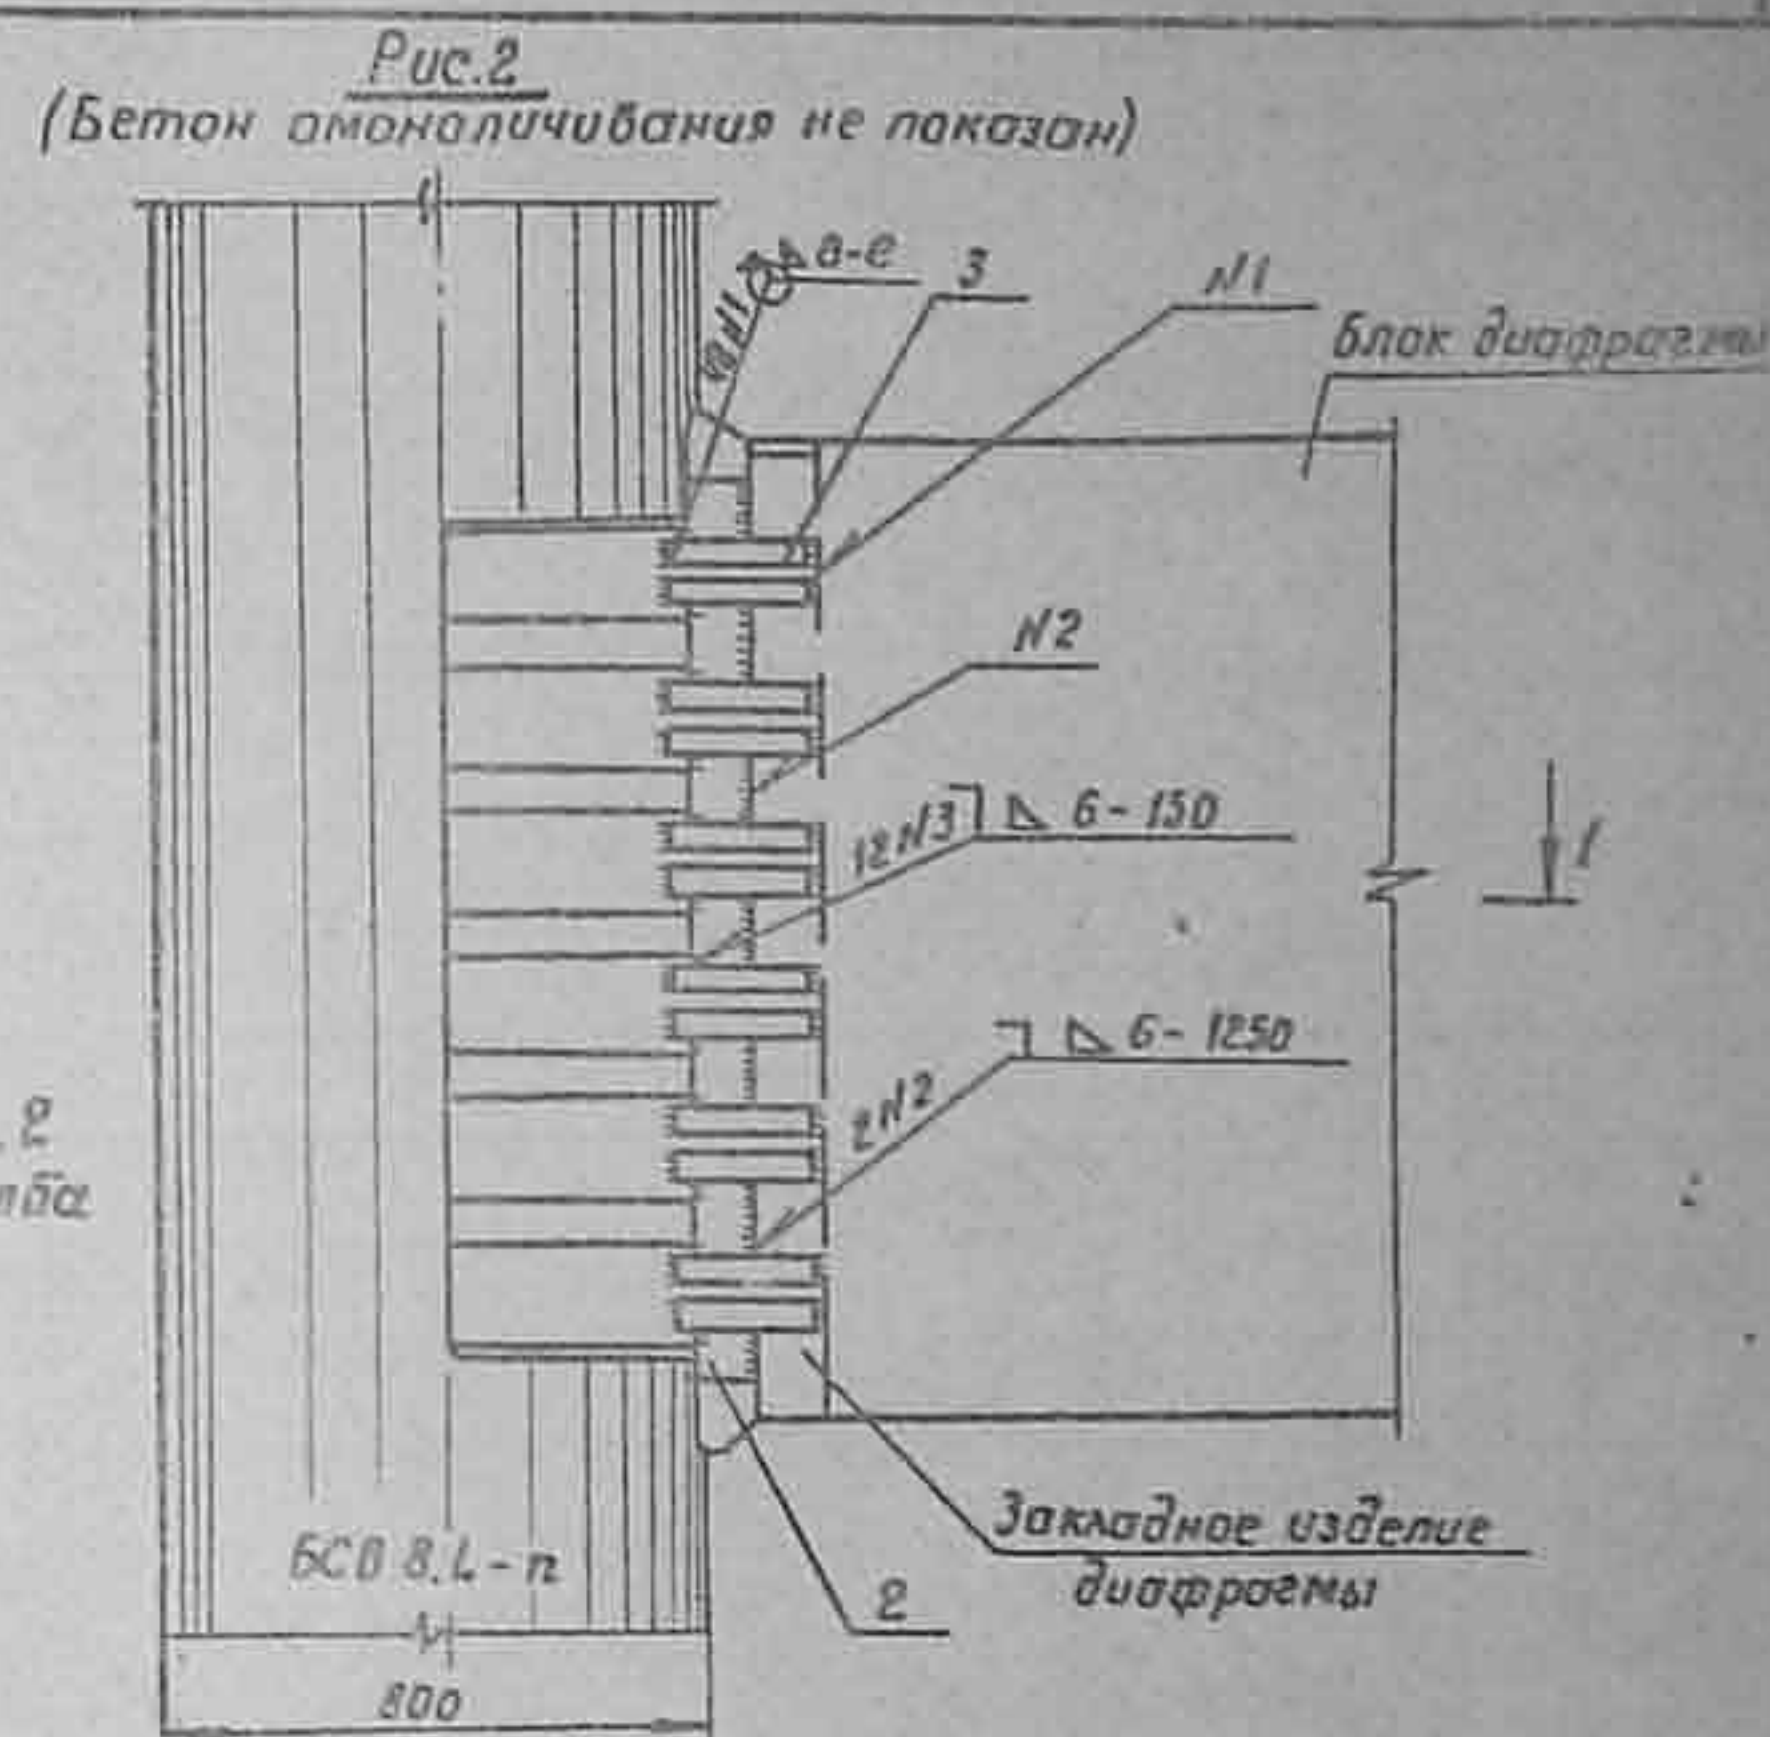 Рис.2
(Бетон омоноличивания не показан)
а-е
3
N1
блок диафрагмы
N2
12N3
6-150
1
6-1250
2N2
Закладное изделие
диафрагмы
БСВ 8.L-п
2
800